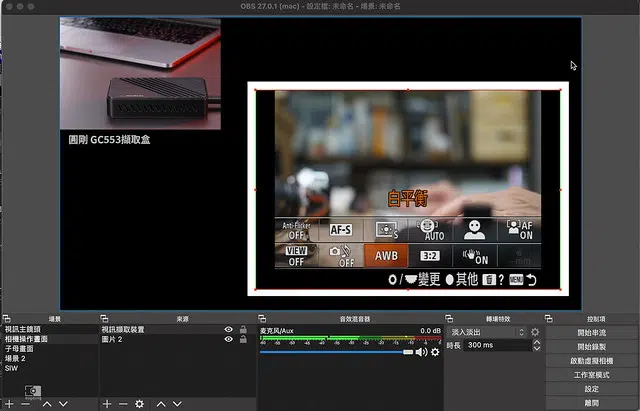 OBS 27.0.1 (mac) - 設定檔: 未命名 - 場景: 未命名
圓剛 GC553擷取盒
白平衡
Anti-Flicker OFF
AF-S
S
AUTO
AF ON
VIEW OFF
OFF
AWB
3:2
ON
/ 變更 其他 ? MENU
場景
視訊主鏡頭
相機操作畫面
子母畫面
場景 2
SIW
來源
視訊擷取裝置
圖片 2
音效混音器
麦克风/Aux
0.0 dB
轉場特效
淡入淡出
時長 300 ms
控制項
開始串流
開始錄製
啟動虛擬相機
工作室模式
設定
離開